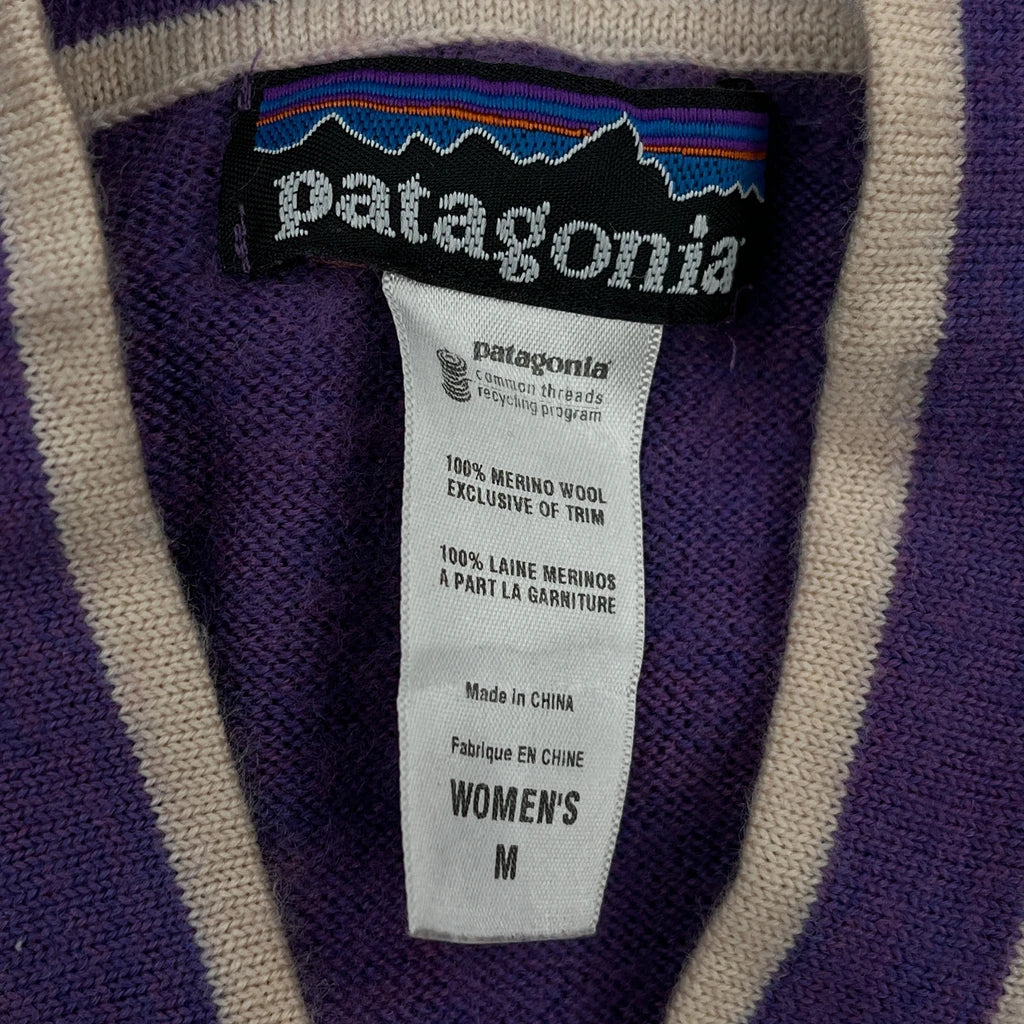 patagonia
patagonia
common threads
recycling program
100% MERINO WOOL
EXCLUSIVE OF TRIM
100% LAINE MERINOS
À PART LA GARNITURE
Made in CHINA
Fabrique EN CHINE
WOMEN'S
M